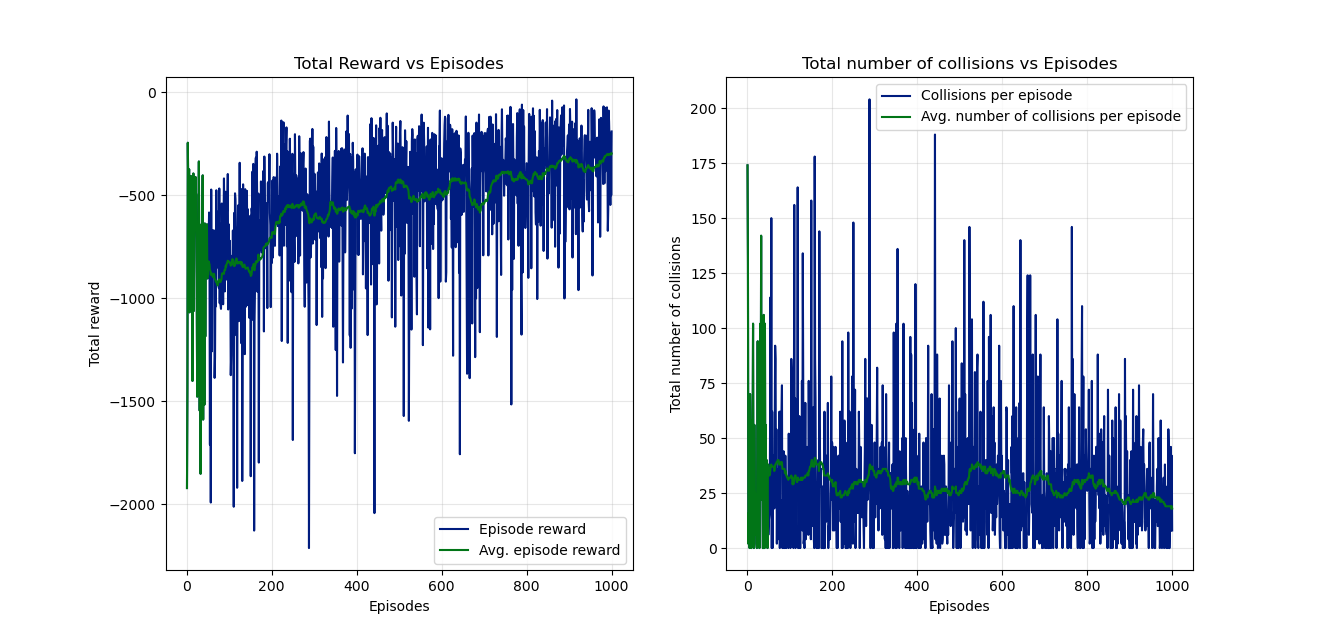 Total Reward vs Episodes
0
−500
−1000
−1500
−2000
Total reward
0
200
400
600
800
1000
Episodes
Episode reward
Avg. episode reward
Total number of collisions vs Episodes
200
175
150
125
100
75
50
25
0
Total number of collisions
0
200
400
600
800
1000
Episodes
Collisions per episode
Avg. number of collisions per episode